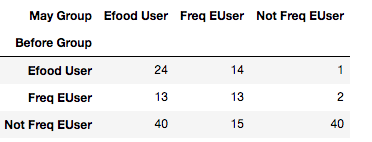 May Group Efood User Freq EUser Not Freq EUser
Before Group
Efood User 24 14 1
Freq EUser 13 13 2
Not Freq EUser 40 15 40